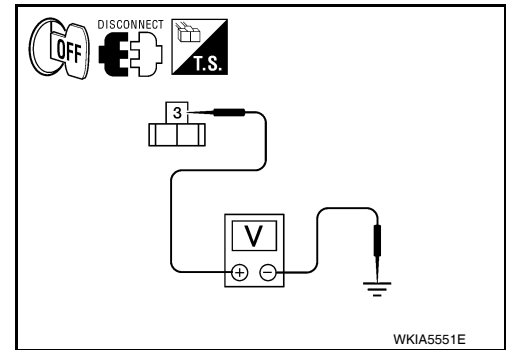 DISCONNECT
OFF
T.S.
3
V
+ −
WKIA5551E